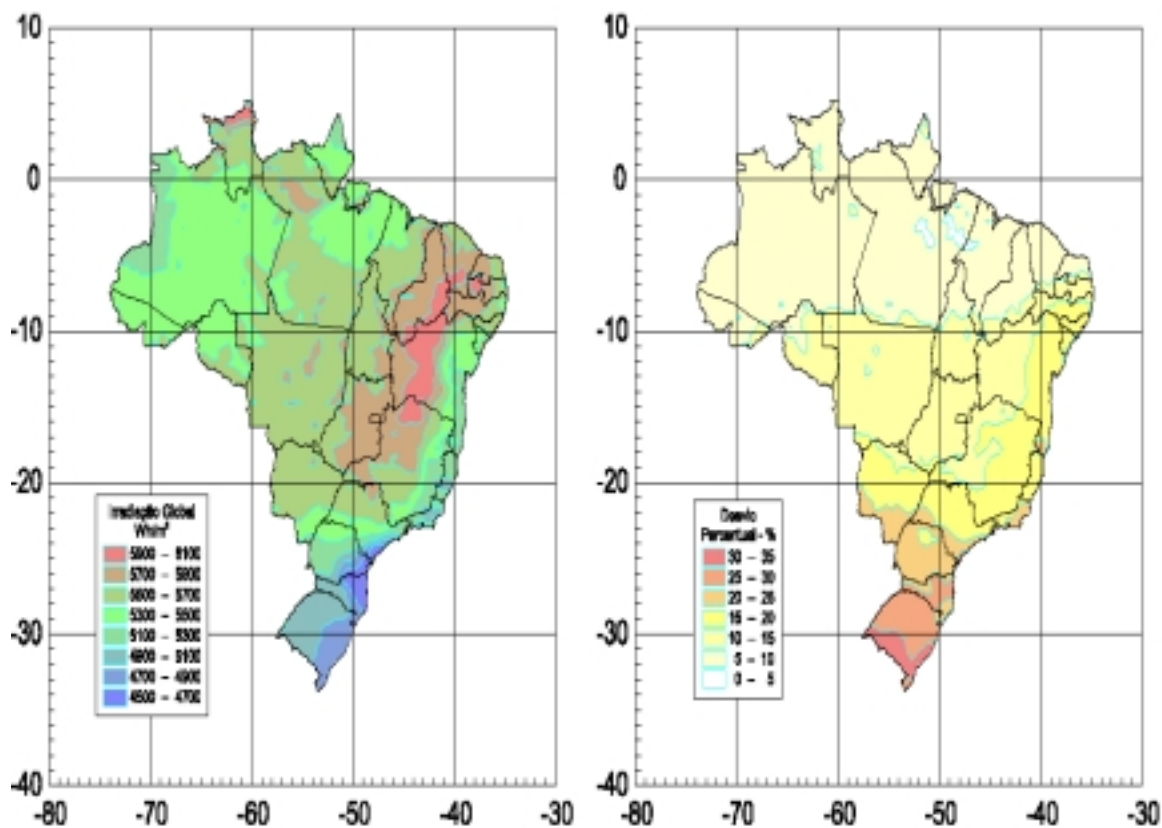 10
0
-10
-20
-30
-40
-80 -70 -60 -50 -40 -30
Irradiação Global
Wh/m²
5900 – 6100
5700 – 5900
5500 – 5700
5300 – 5500
5100 – 5300
4900 – 5100
4700 – 4900
4500 – 4700
10
0
-10
-20
-30
-40
-80 -70 -60 -50 -40 -30
Desvio
Percentual - %
30 – 35
25 – 30
20 – 25
15 – 20
10 – 15
5 – 10
0 – 5